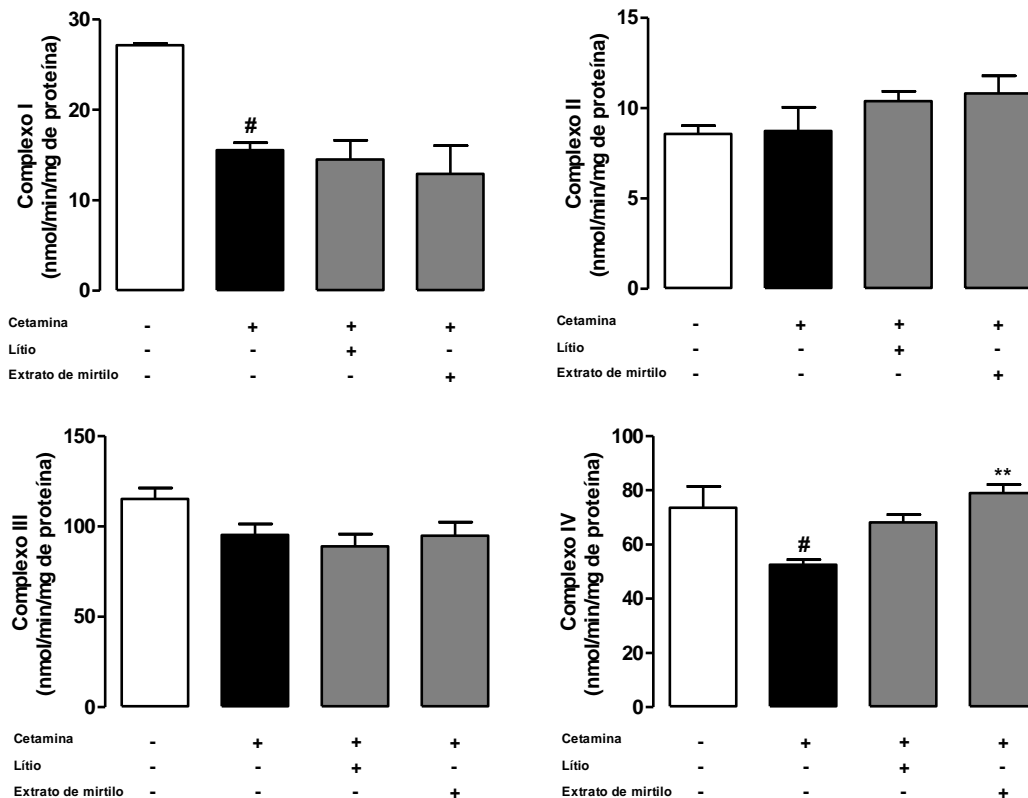 Complexo I
(nmol/min/mg de proteína)
30
20
10
0
#
Cetamina - + + +
Lítio - - + -
Extrato de mirtilo - - - +
Complexo II
(nmol/min/mg de proteína)
15
10
5
0
Cetamina - + + +
Lítio - - + -
Extrato de mirtilo - - - +
Complexo III
(nmol/min/mg de proteína)
150
100
50
0
Cetamina - + + +
Lítio - - + -
Extrato de mirtilo - - - +
Complexo IV
(nmol/min/mg de proteína)
100
80
60
40
20
0
#
**
Cetamina - + + +
Lítio - - + -
Extrato de mirtilo - - - +